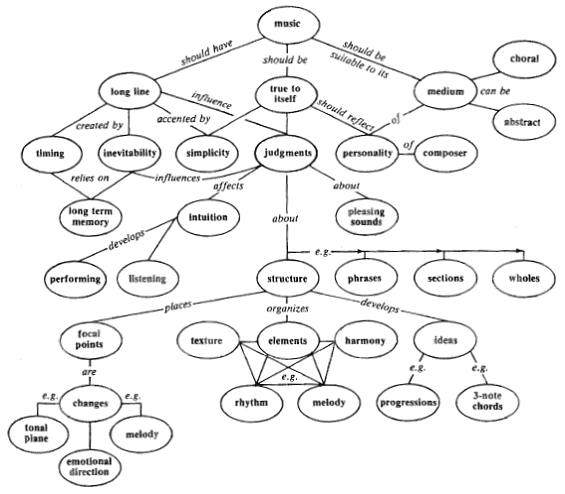 music
should have
should be
should be
suitable to its
choral
long line
true to
itself
medium
can be
influence
should reflect
abstract
created by
accented by
of
timing
inevitability
simplicity
judgments
personality
of
composer
relies on
influences
affects
about
long term
memory
intuition
about
pleasing
sounds
develops
e.g.
performing
listening
structure
phrases
sections
wholes
places
organizes
develops
focal
points
texture
elements
harmony
ideas
are
e.g.
e.g.
e.g.
e.g.
changes
e.g.
rhythm
melody
progressions
3-note
chords
tonal
plane
melody
emotional
direction